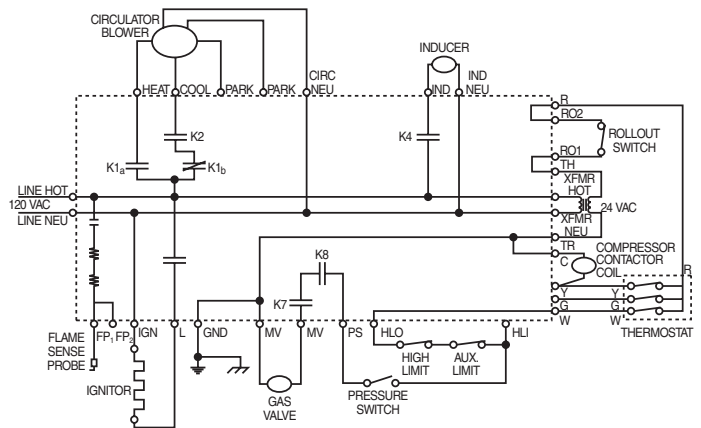 CIRCULATOR
BLOWER
INDUCER
CIRC
NEU
IND
NEU
HEAT
COOL
PARK
PARK
IND
R
RO2
ROLLOUT
SWITCH
RO1
TH
K2
K4
K1a
K1b
XFMR
HOT
24 VAC
XFMR
NEU
LINE HOT
120 VAC
LINE NEU
TR
C
COMPRESSOR
CONTACTOR
COIL
R
K8
K7
Y
G
W
Y
G
W
THERMOSTAT
FLAME
SENSE
PROBE
FP1
FP2
IGN
L
GND
MV
MV
PS
HLO
HLI
HIGH
LIMIT
AUX.
LIMIT
IGNITOR
GAS
VALVE
PRESSURE
SWITCH